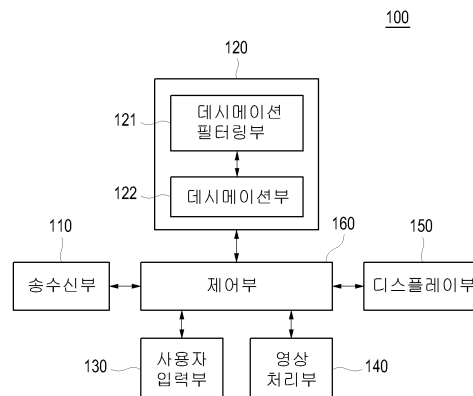 100
120
121
데시메이션
필터링부
122
데시메이션부
110
160
150
송수신부
제어부
디스플레이부
130
사용자
입력부
영상
처리부
140